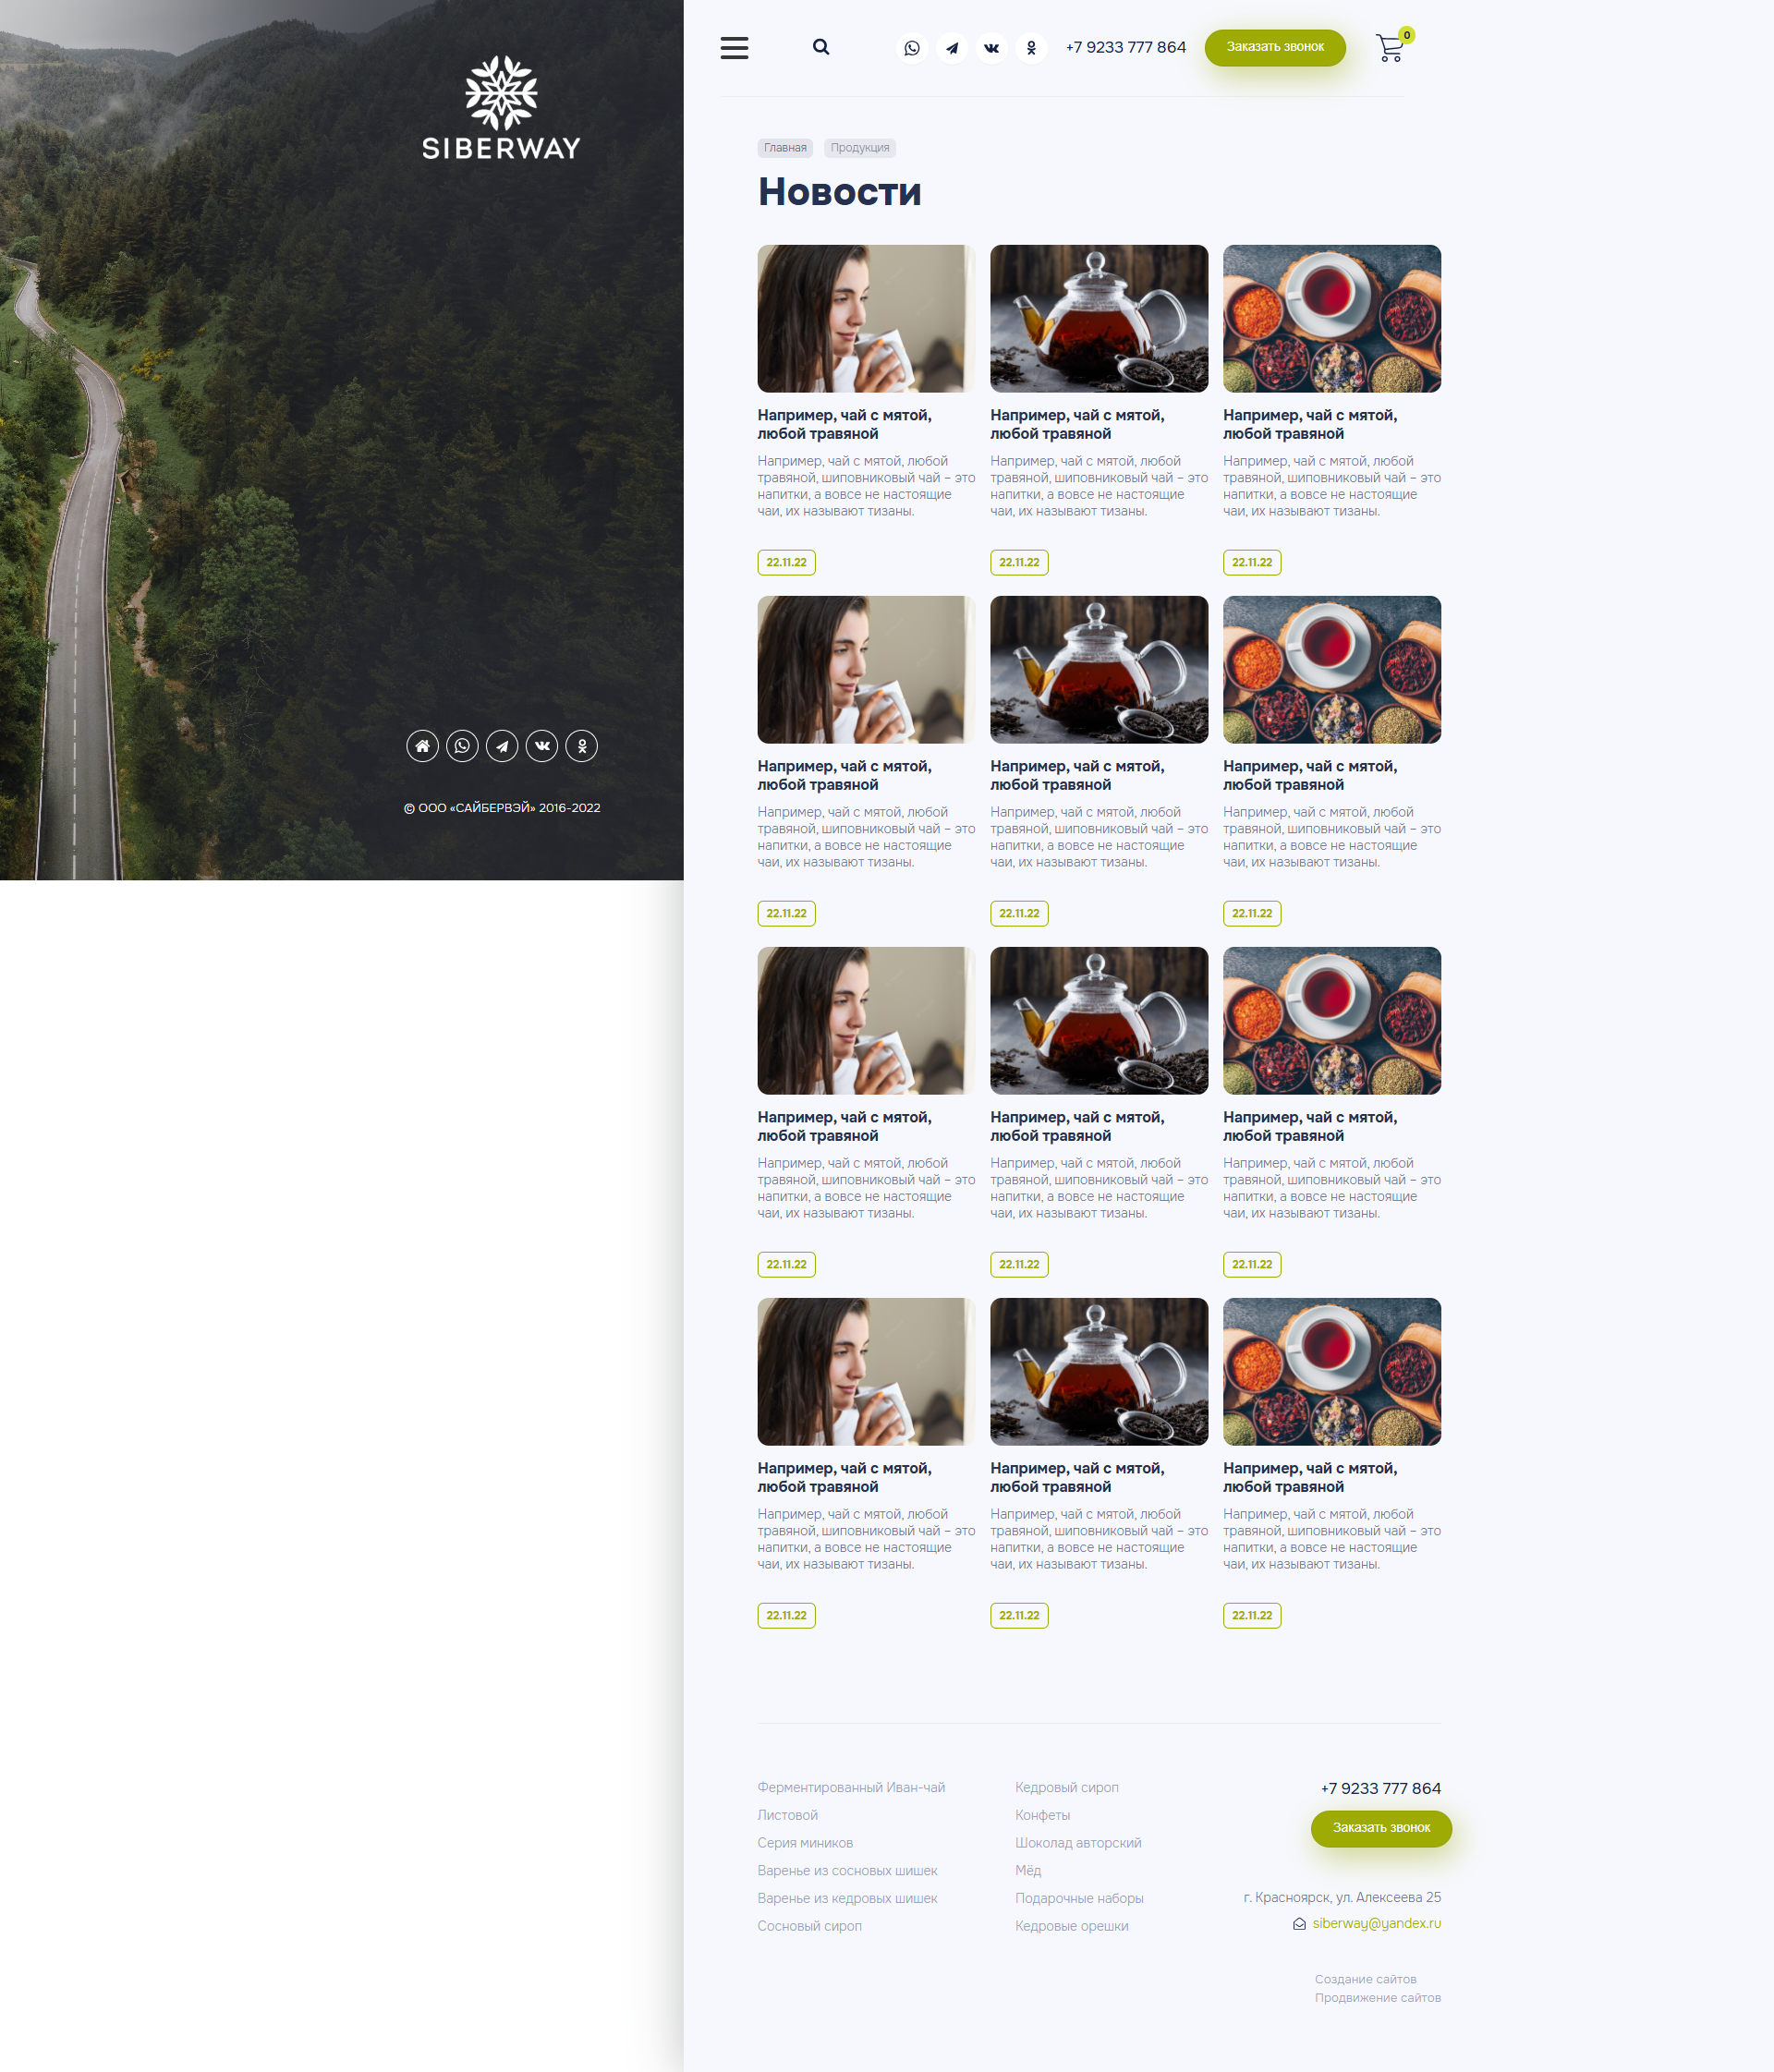 SIBERWAY
© ООО «САЙБЕРВЭЙ» 2016-2022
+7 9233 777 864
Заказать звонок
0
Главная
Продукция
Новости
Например, чай с мятой,
любой травяной
Например, чай с мятой, любой
травяной, шиповниковый чай – это
напитки, а вовсе не настоящие
чаи, их называют тизаны.
22.11.22
Например, чай с мятой,
любой травяной
Например, чай с мятой, любой
травяной, шиповниковый чай – это
напитки, а вовсе не настоящие
чаи, их называют тизаны.
22.11.22
Например, чай с мятой,
любой травяной
Например, чай с мятой, любой
травяной, шиповниковый чай – это
напитки, а вовсе не настоящие
чаи, их называют тизаны.
22.11.22
Например, чай с мятой,
любой травяной
Например, чай с мятой, любой
травяной, шиповниковый чай – это
напитки, а вовсе не настоящие
чаи, их называют тизаны.
22.11.22
Например, чай с мятой,
любой травяной
Например, чай с мятой, любой
травяной, шиповниковый чай – это
напитки, а вовсе не настоящие
чаи, их называют тизаны.
22.11.22
Например, чай с мятой,
любой травяной
Например, чай с мятой, любой
травяной, шиповниковый чай – это
напитки, а вовсе не настоящие
чаи, их называют тизаны.
22.11.22
Например, чай с мятой,
любой травяной
Например, чай с мятой, любой
травяной, шиповниковый чай – это
напитки, а вовсе не настоящие
чаи, их называют тизаны.
22.11.22
Например, чай с мятой,
любой травяной
Например, чай с мятой, любой
травяной, шиповниковый чай – это
напитки, а вовсе не настоящие
чаи, их называют тизаны.
22.11.22
Например, чай с мятой,
любой травяной
Например, чай с мятой, любой
травяной, шиповниковый чай – это
напитки, а вовсе не настоящие
чаи, их называют тизаны.
22.11.22
Например, чай с мятой,
любой травяной
Например, чай с мятой, любой
травяной, шиповниковый чай – это
напитки, а вовсе не настоящие
чаи, их называют тизаны.
22.11.22
Например, чай с мятой,
любой травяной
Например, чай с мятой, любой
травяной, шиповниковый чай – это
напитки, а вовсе не настоящие
чаи, их называют тизаны.
22.11.22
Например, чай с мятой,
любой травяной
Например, чай с мятой, любой
травяной, шиповниковый чай – это
напитки, а вовсе не настоящие
чаи, их называют тизаны.
22.11.22
Ферментированный Иван-чай
Листовой
Серия миников
Варенье из сосновых шишек
Варенье из кедровых шишек
Сосновый сироп
Кедровый сироп
Конфеты
Шоколад авторский
Мёд
Подарочные наборы
Кедровые орешки
+7 9233 777 864
Заказать звонок
г. Красноярск, ул. Алексеева 25
siberway@yandex.ru
Создание сайтов
Продвижение сайтов